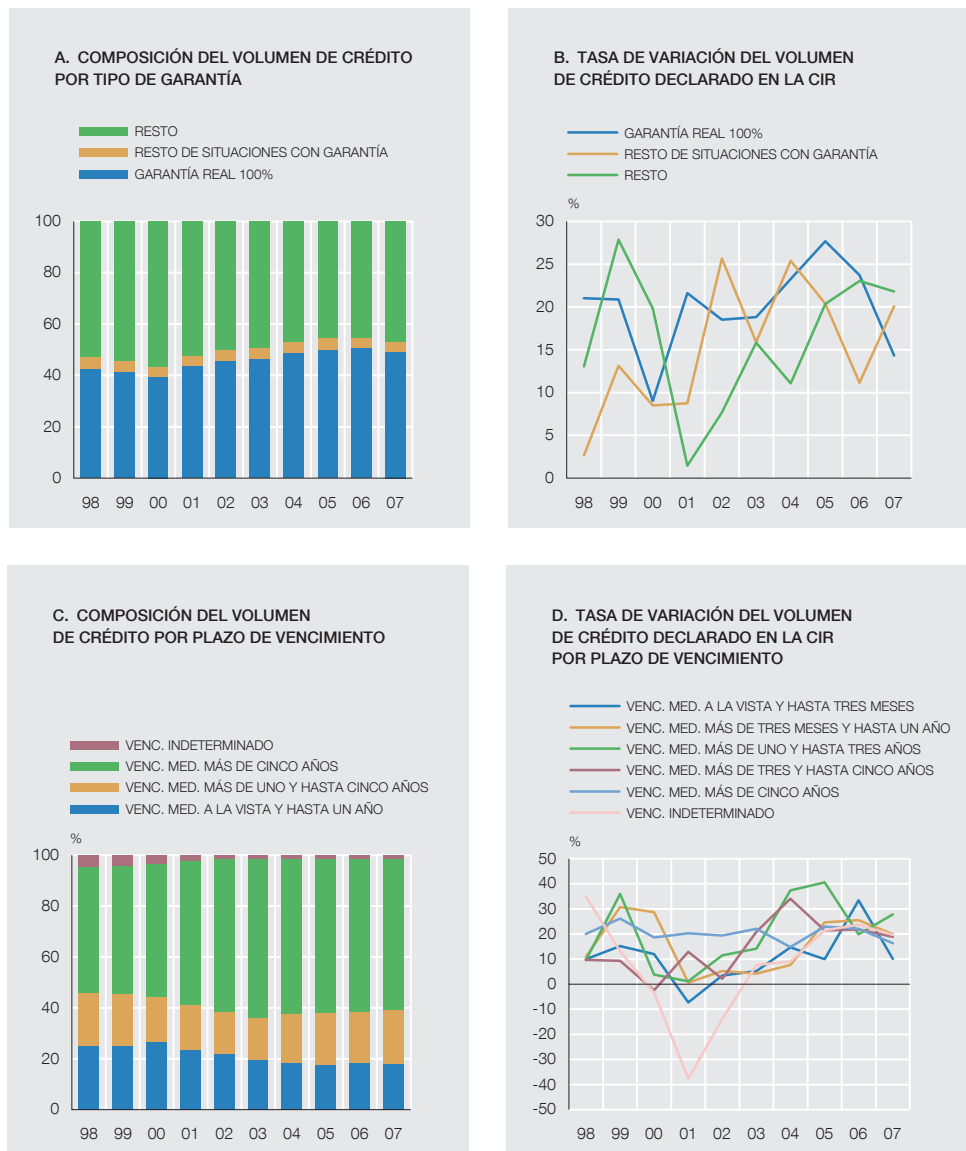 A. COMPOSICIÓN DEL VOLUMEN DE CRÉDITO
POR TIPO DE GARANTÍA
RESTO
RESTO DE SITUACIONES CON GARANTÍA
GARANTÍA REAL 100%
100
80
60
40
20
0
98 99 00 01 02 03 04 05 06 07
B. TASA DE VARIACIÓN DEL VOLUMEN
DE CRÉDITO DECLARADO EN LA CIR
GARANTÍA REAL 100%
RESTO DE SITUACIONES CON GARANTÍA
RESTO
%
30
25
20
15
10
5
0
98 99 00 01 02 03 04 05 06 07
C. COMPOSICIÓN DEL VOLUMEN
DE CRÉDITO POR PLAZO DE VENCIMIENTO
VENC. INDETERMINADO
VENC. MED. MÁS DE CINCO AÑOS
VENC. MED. MÁS DE UNO Y HASTA CINCO AÑOS
VENC. MED. A LA VISTA Y HASTA UN AÑO
%
100
80
60
40
20
0
98 99 00 01 02 03 04 05 06 07
D. TASA DE VARIACIÓN DEL VOLUMEN
DE CRÉDITO DECLARADO EN LA CIR
POR PLAZO DE VENCIMIENTO
VENC. MED. A LA VISTA Y HASTA TRES MESES
VENC. MED. MÁS DE TRES MESES Y HASTA UN AÑO
VENC. MED. MÁS DE UNO Y HASTA TRES AÑOS
VENC. MED. MÁS DE TRES Y HASTA CINCO AÑOS
VENC. MED. MÁS DE CINCO AÑOS
VENC. INDETERMINADO
%
50
40
30
20
10
0
-10
-20
-30
-40
-50
98 99 00 01 02 03 04 05 06 07